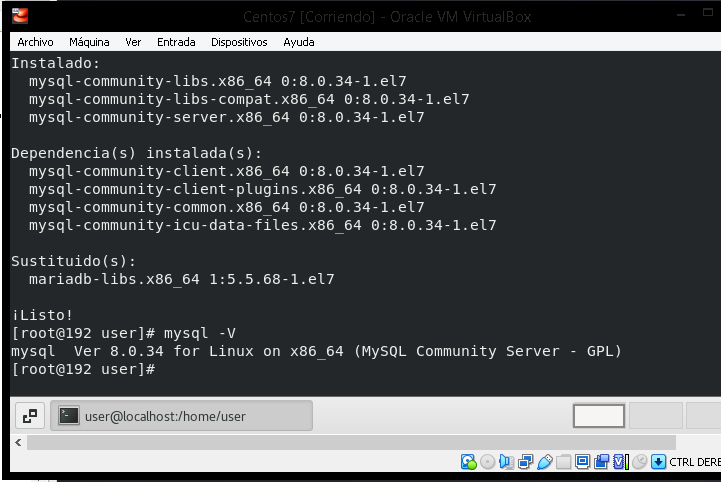 Centos7 [Corriendo] - Oracle VM VirtualBox
Archivo Máquina Ver Entrada Dispositivos Ayuda
Instalado:
mysql-community-libs.x86_64 0:8.0.34-1.el7
mysql-community-libs-compat.x86_64 0:8.0.34-1.el7
mysql-community-server.x86_64 0:8.0.34-1.el7
Dependencia(s) instalada(s):
mysql-community-client.x86_64 0:8.0.34-1.el7
mysql-community-client-plugins.x86_64 0:8.0.34-1.el7
mysql-community-common.x86_64 0:8.0.34-1.el7
mysql-community-icu-data-files.x86_64 0:8.0.34-1.el7
Sustituido(s):
mariadb-libs.x86_64 1:5.5.68-1.el7
¡Listo!
[root@192 user]# mysql -V
mysql  Ver 8.0.34 for Linux on x86_64 (MySQL Community Server - GPL)
[root@192 user]#
user@localhost:/home/user
CTRL DERE